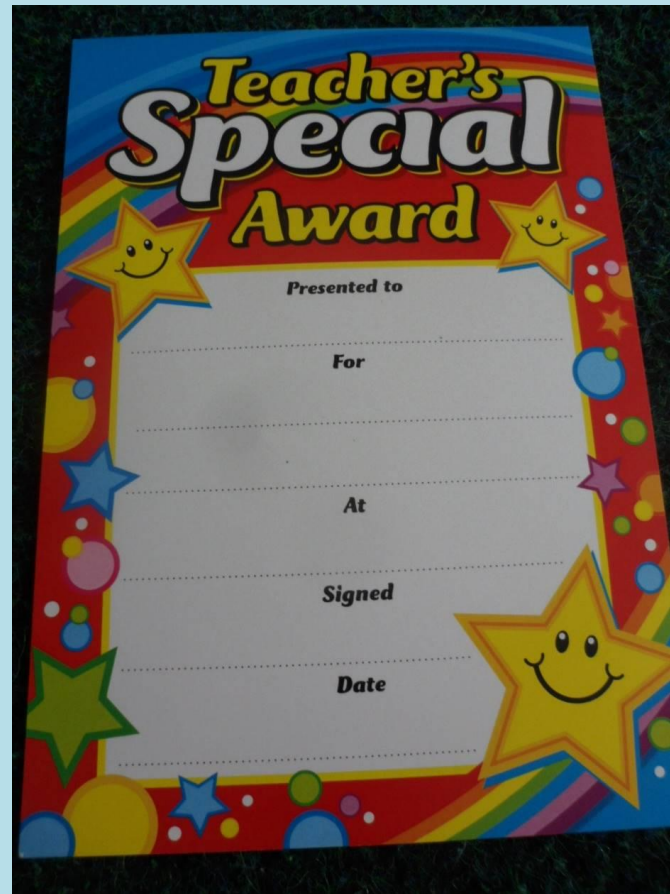 Teacher's
Special
Award
Presented to
For
At
Signed
Date